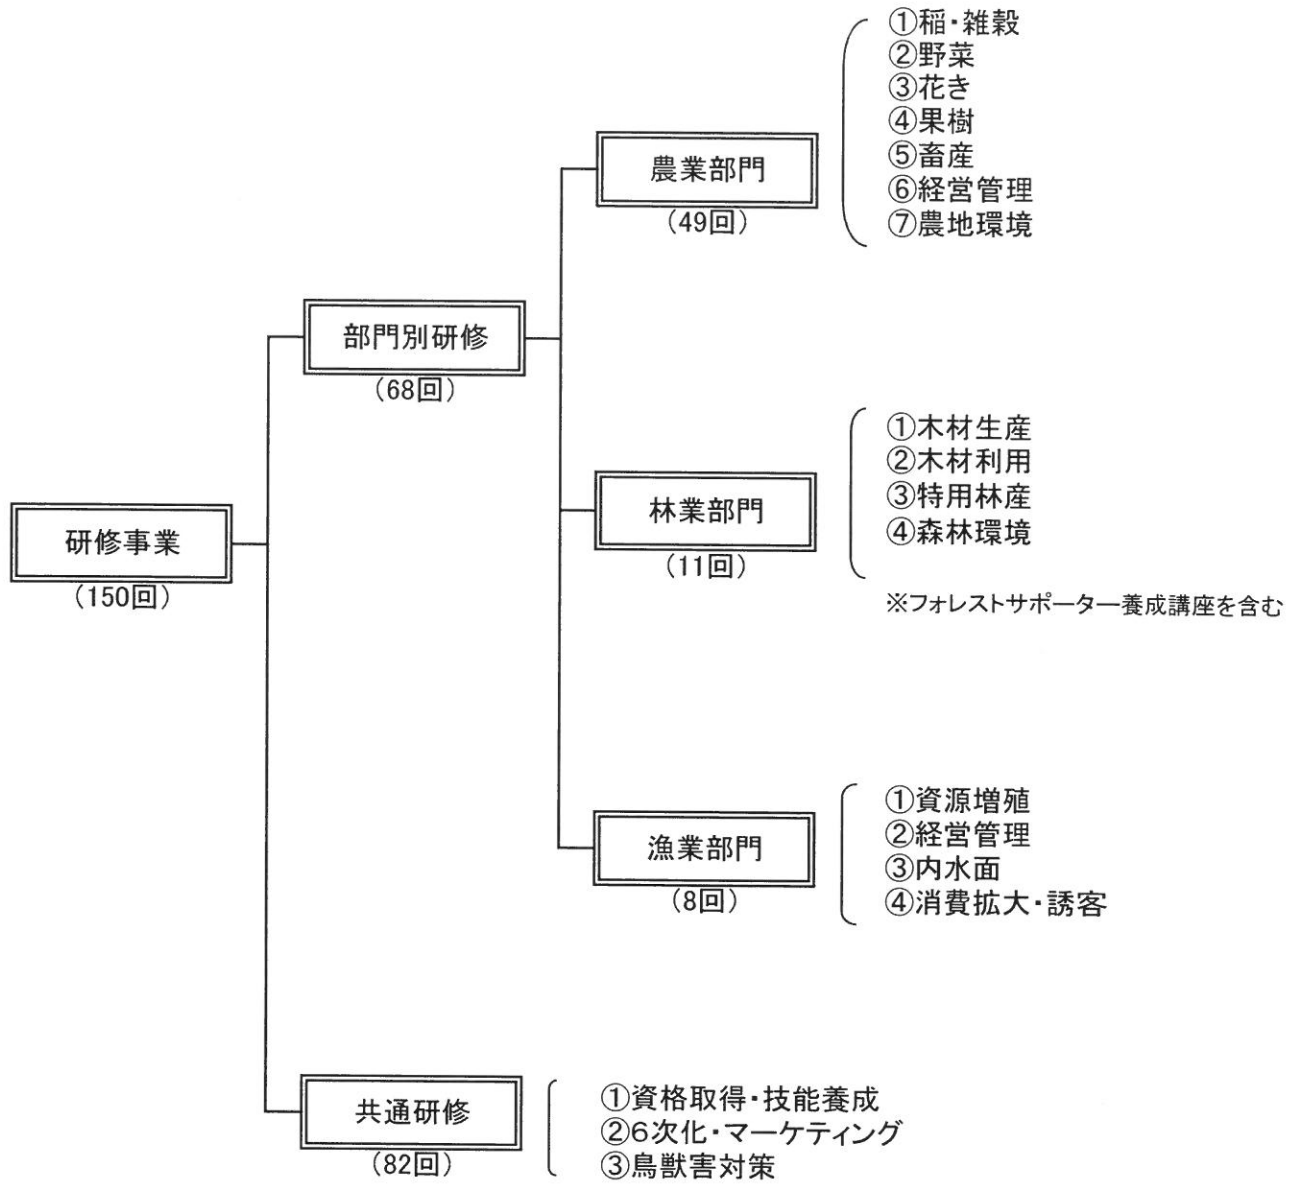 研修事業
(150回)
部門別研修
(68回)
農業部門
(49回)
①稲・雑穀
②野菜
③花き
④果樹
⑤畜産
⑥経営管理
⑦農地環境
林業部門
(11回)
①木材生産
②木材利用
③特用林産
④森林環境
※フォレストサポーター養成講座を含む
漁業部門
(8回)
①資源増殖
②経営管理
③内水面
④消費拡大・誘客
共通研修
(82回)
①資格取得・技能養成
②6次化・マーケティング
③鳥獣害対策